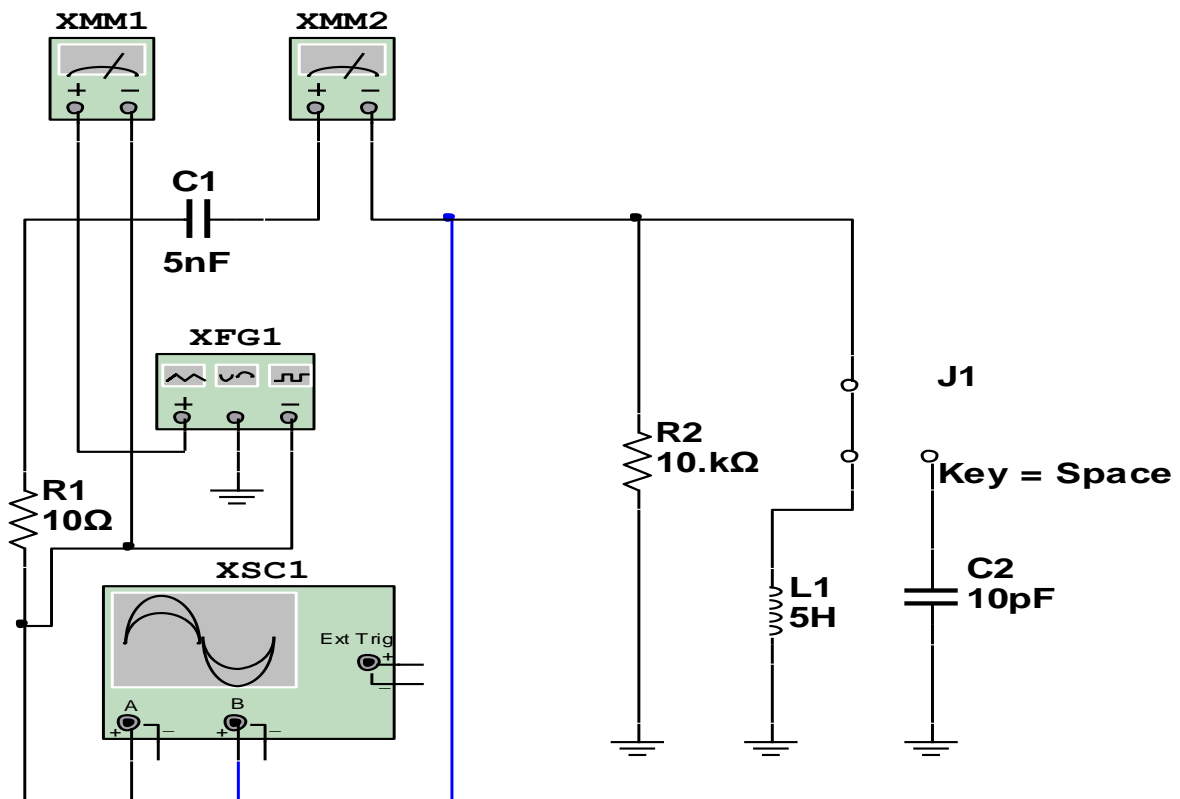 XMM1
XMM2
+
−
+
−
C1
5nF
XFG1
+
−
J1
R2
10.kΩ
Key = Space
R1
10Ω
XSC1
C2
10pF
L1
5H
Ext Trig
+
−
A
B
+
−
+
−